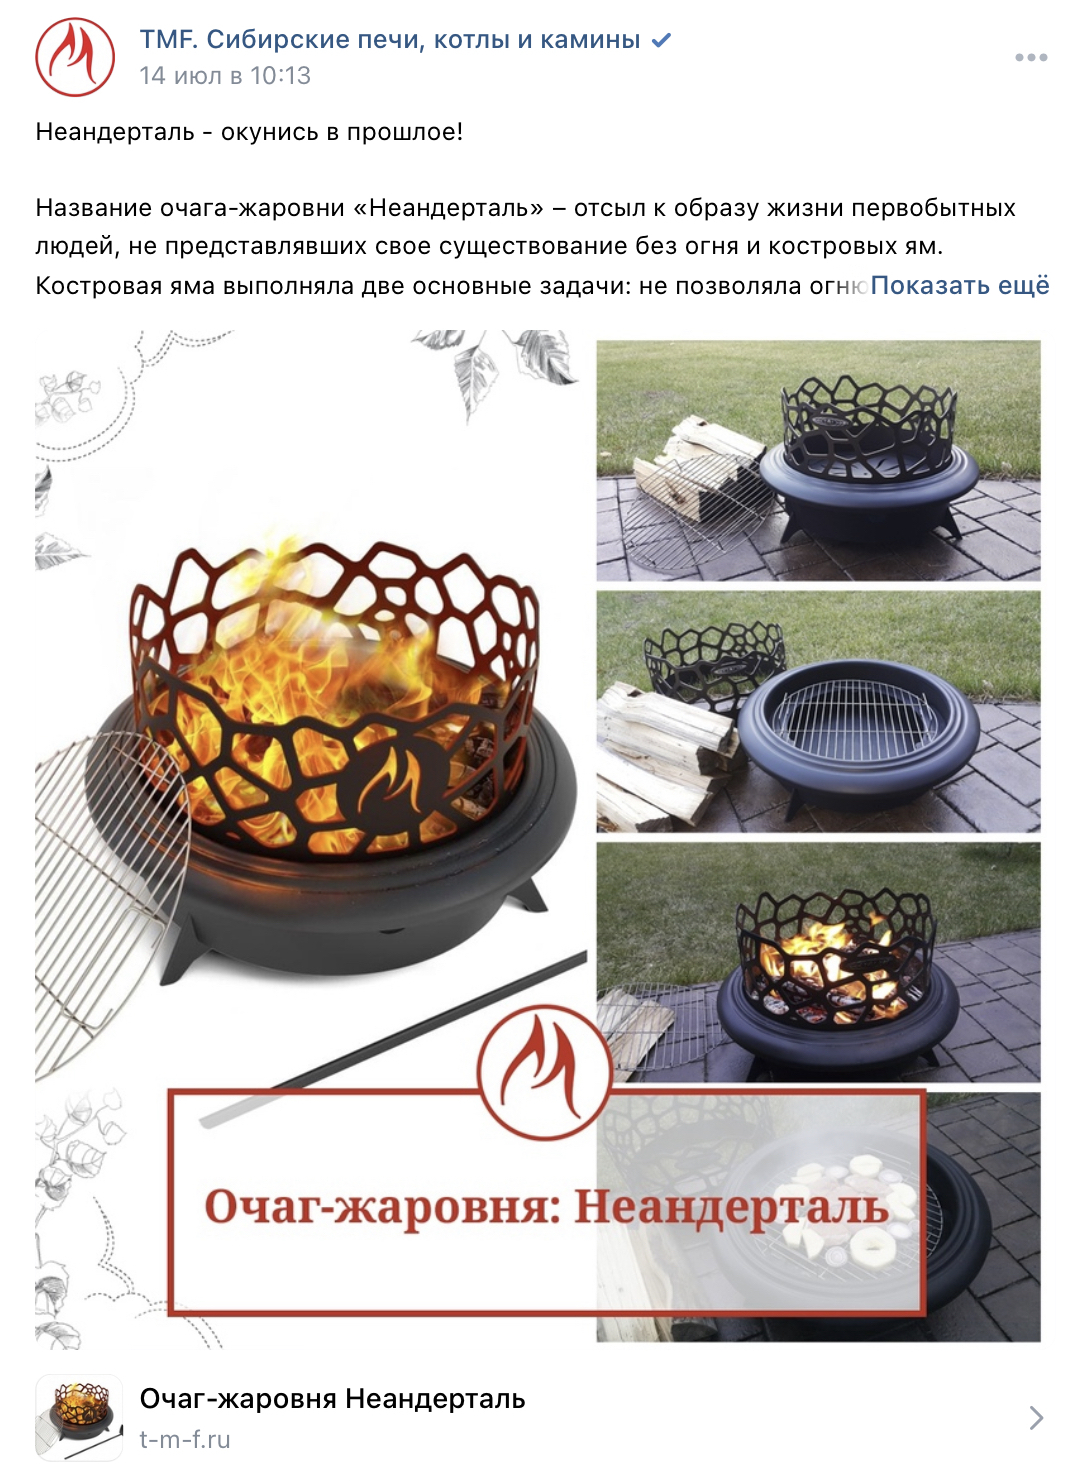 TMF. Сибирские печи, котлы и камины
14 июл в 10:13
Неандерталь - окунись в прошлое!
Название очага-жаровни «Неандерталь» – отсыл к образу жизни первобытных
людей, не представлявших свое существование без огня и костровых ям.
Костровая яма выполняла две основные задачи: не позволяла огню Показать ещё
Очаг-жаровня: Неандерталь
Очаг-жаровня Неандерталь
t-m-f.ru